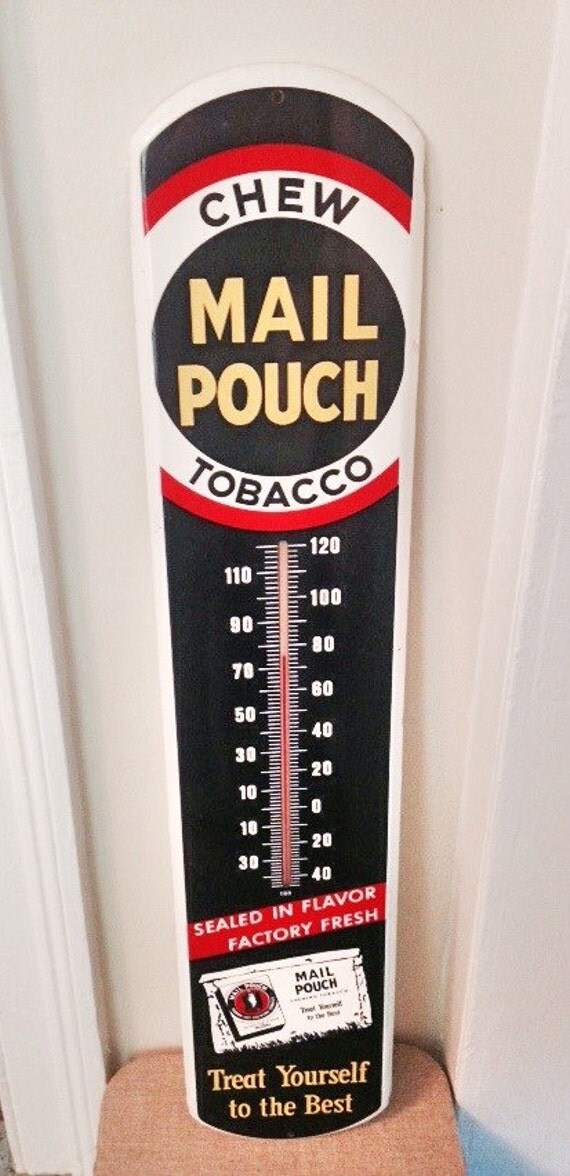 CHEW
MAIL
POUCH
TOBACCO
120
110
100
90
80
70
60
50
40
30
20
10
0
10
20
30
40
SEALED IN FLAVOR
FACTORY FRESH
MAIL POUCH
MAIL
POUCH
Treat Yourself
to the Best
Treat Yourself
to the Best